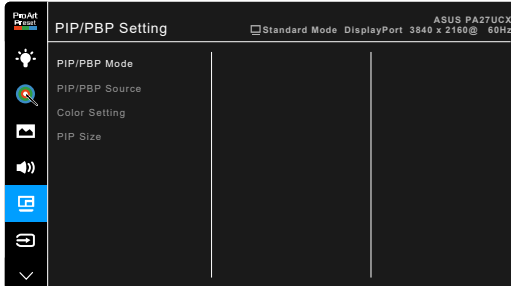 ProArt
Preset
PIP/PBP Setting
ASUS PA27UCX
Standard Mode DisplayPort 3840 x 2160@ 60Hz
PIP/PBP Mode
PIP/PBP Source
Color Setting
PIP Size